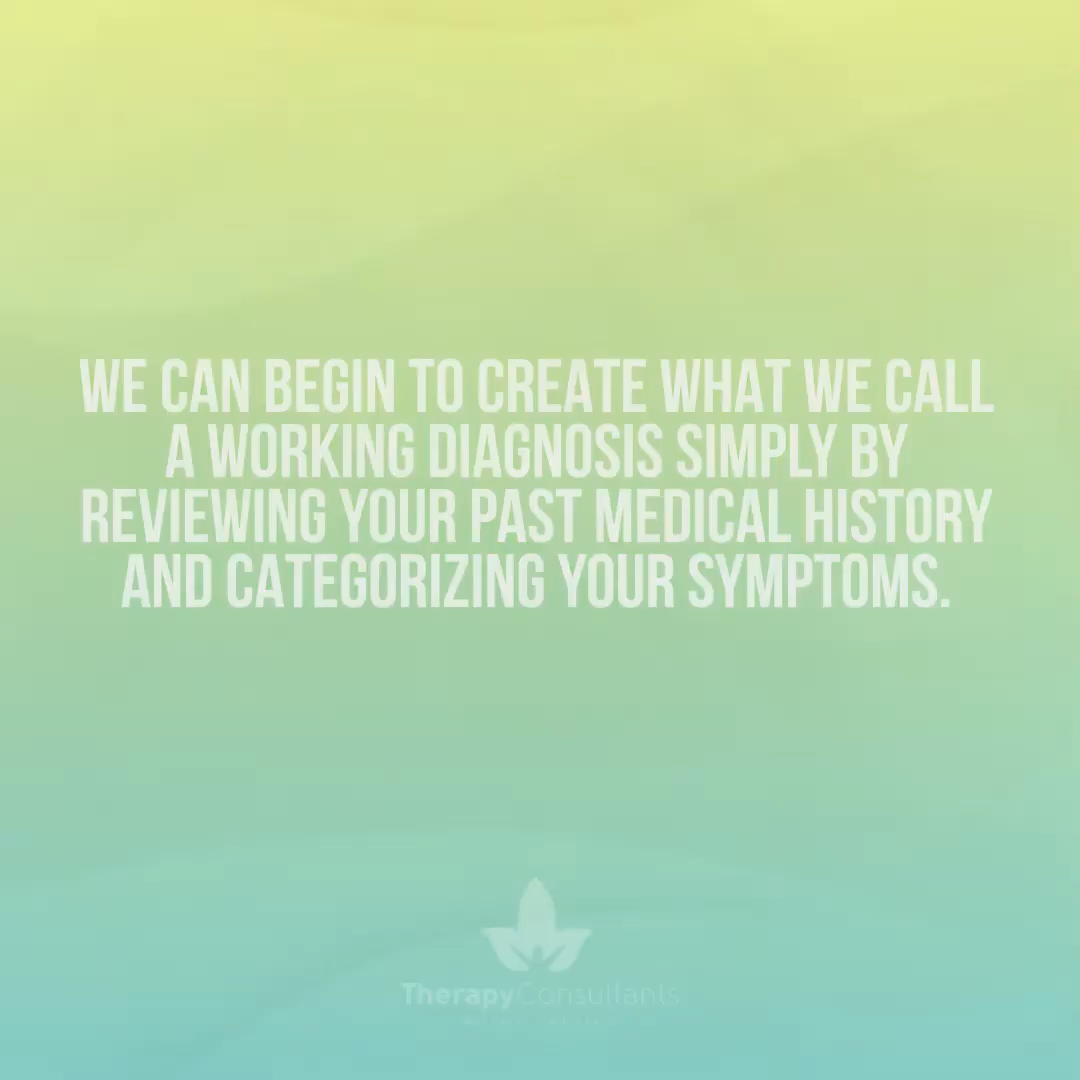 WE CAN BEGIN TO CREATE WHAT WE CALL
A WORKING DIAGNOSIS SIMPLY BY
REVIEWING YOUR PAST MEDICAL HISTORY
AND CATEGORIZING YOUR SYMPTOMS.
TherapyConsultants